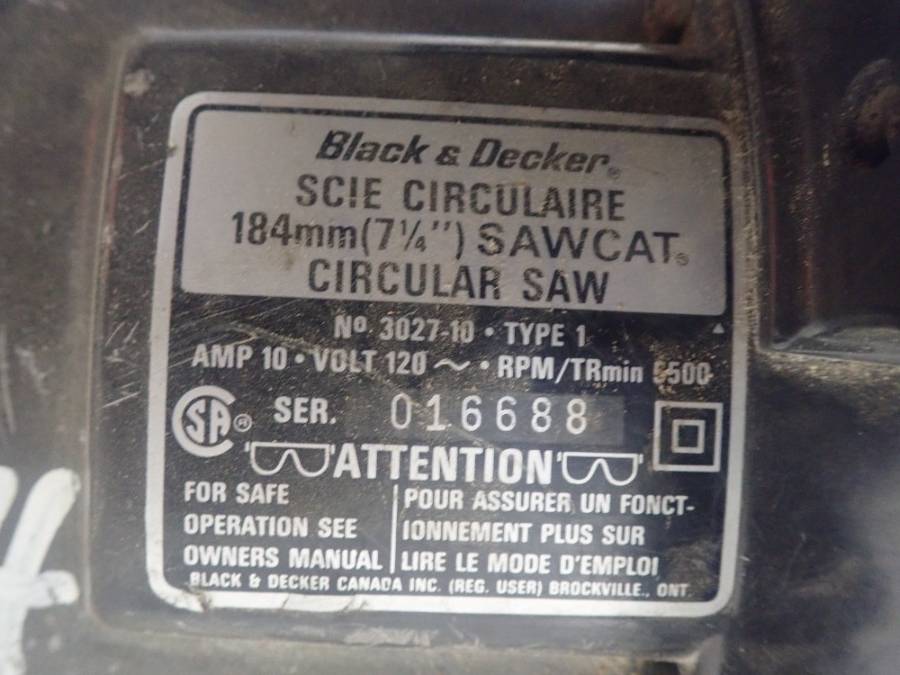 Black & Decker®
SCIE CIRCULAIRE
184mm(7¼") SAWCAT®
CIRCULAR SAW
Nº 3027-10 • TYPE 1
AMP 10 • VOLT 120 ~ • RPM/TRmin 5500
SA® SER. 016688
'ATTENTION'
FOR SAFE
OPERATION SEE
OWNERS MANUAL
POUR ASSURER UN FONCT-
IONNEMENT PLUS SUR
LIRE LE MODE D'EMPLOI
BLACK & DECKER CANADA INC. (REG. USER) BROCKVILLE., ONT.